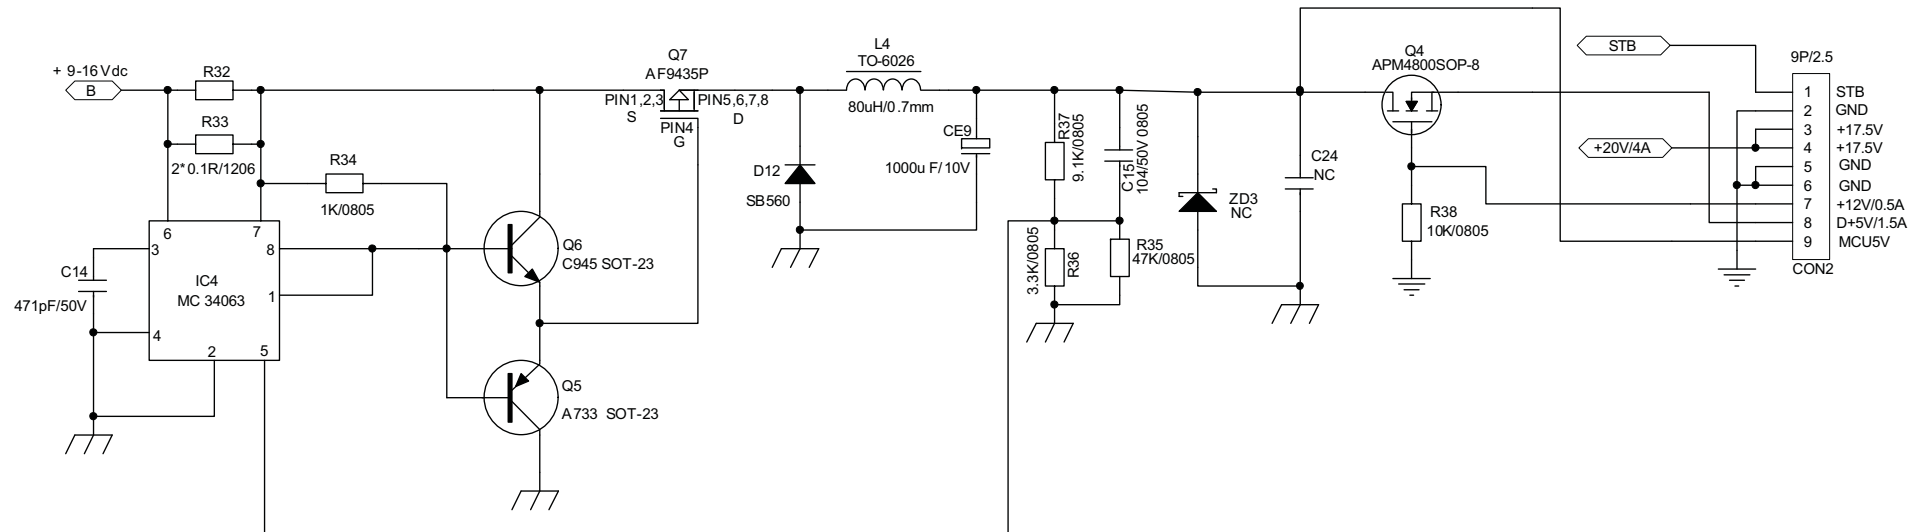 + 9-16Vdc
B
R32
R33
2*0.1R/1206
R34
1K/0805
6
7
3
8
1
4
2
5
IC4
MC 34063
C14
471pF/50V
Q6
C945 SOT-23
Q5
A733 SOT-23
Q7
AF9435P
PIN1,2,3
S
PIN5,6,7,8
D
PIN4
G
D12
SB560
L4
TO-6026
80uH/0.7mm
CE9
1000uF/10V
R37
9.1K/0805
C15
104/50V 0805
3.3K/0805
R36
R35
47K/0805
ZD3
NC
C24
NC
Q4
APM4800SOP-8
R38
10K/0805
STB
+20V/4A
9P/2.5
1 STB
2 GND
3 +17.5V
4 +17.5V
5 GND
6 GND
7 +12V/0.5A
8 D+5V/1.5A
9 MCU5V
CON2